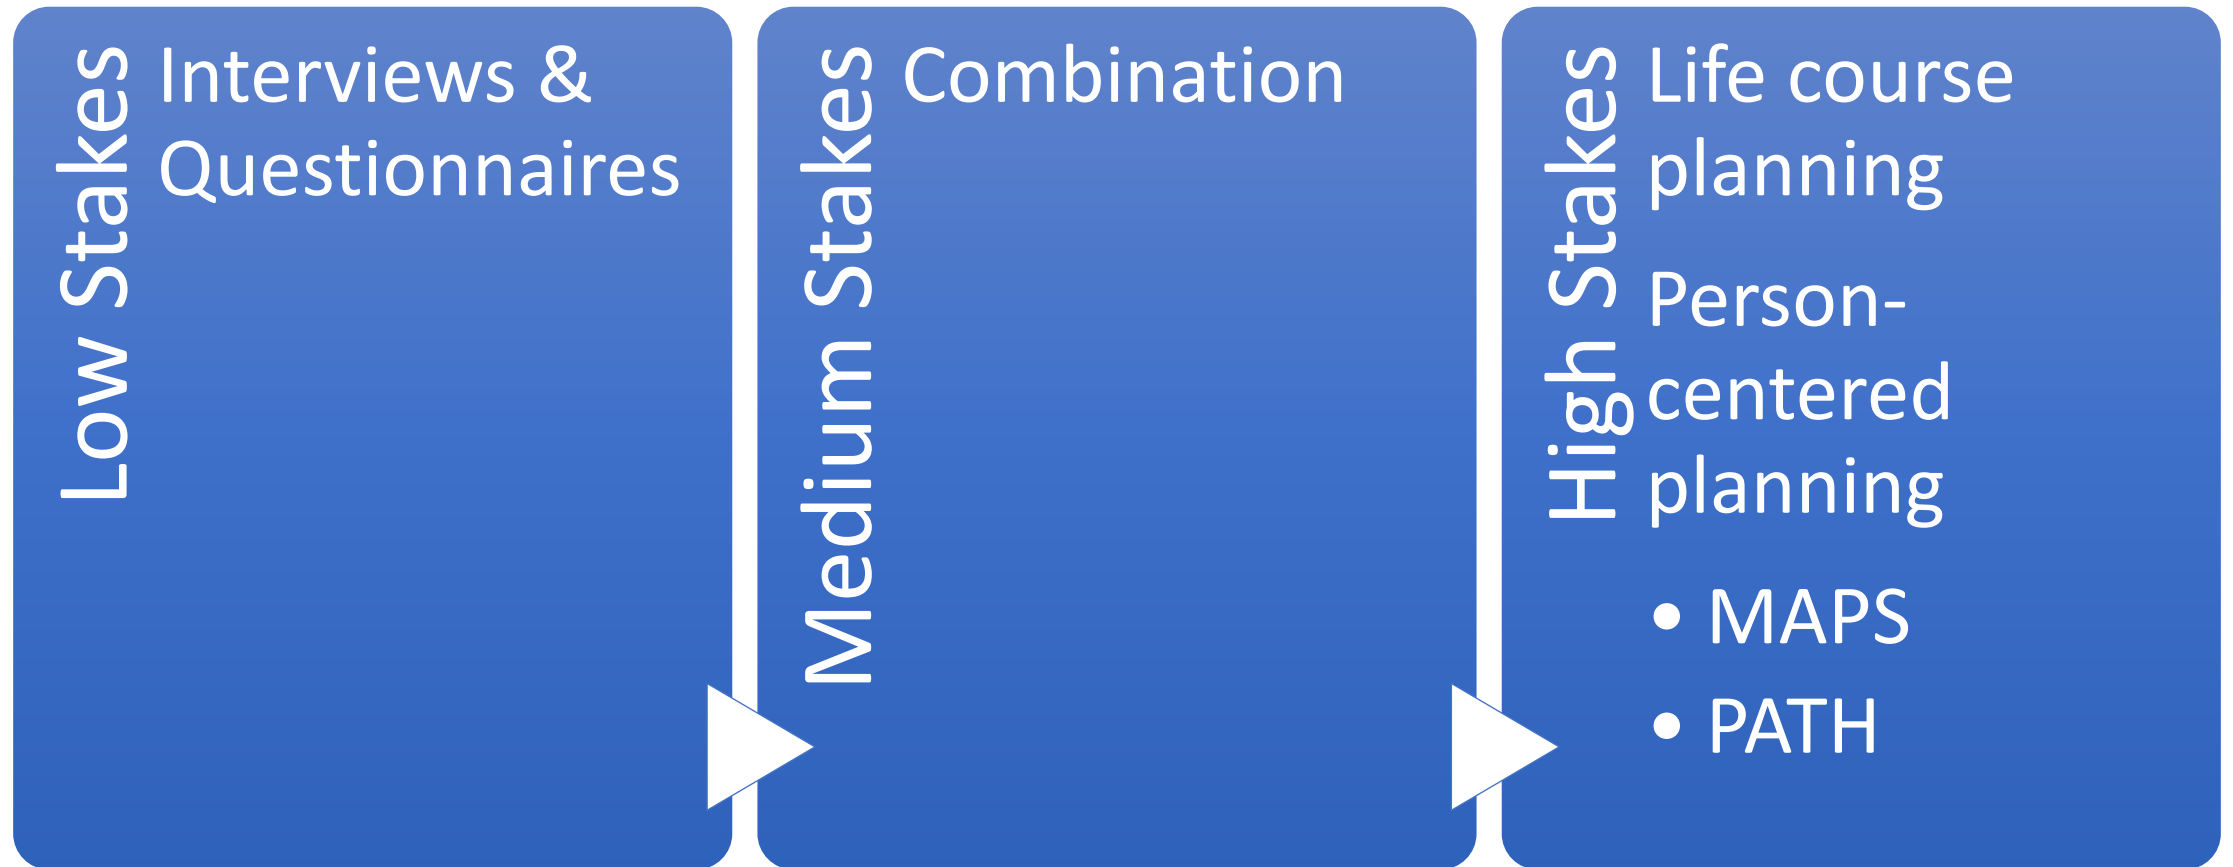 Low Stakes
Interviews &
Questionnaires
Medium Stakes
Combination
High Stakes
Life course
planning
Person-
centered
planning
• MAPS
• PATH